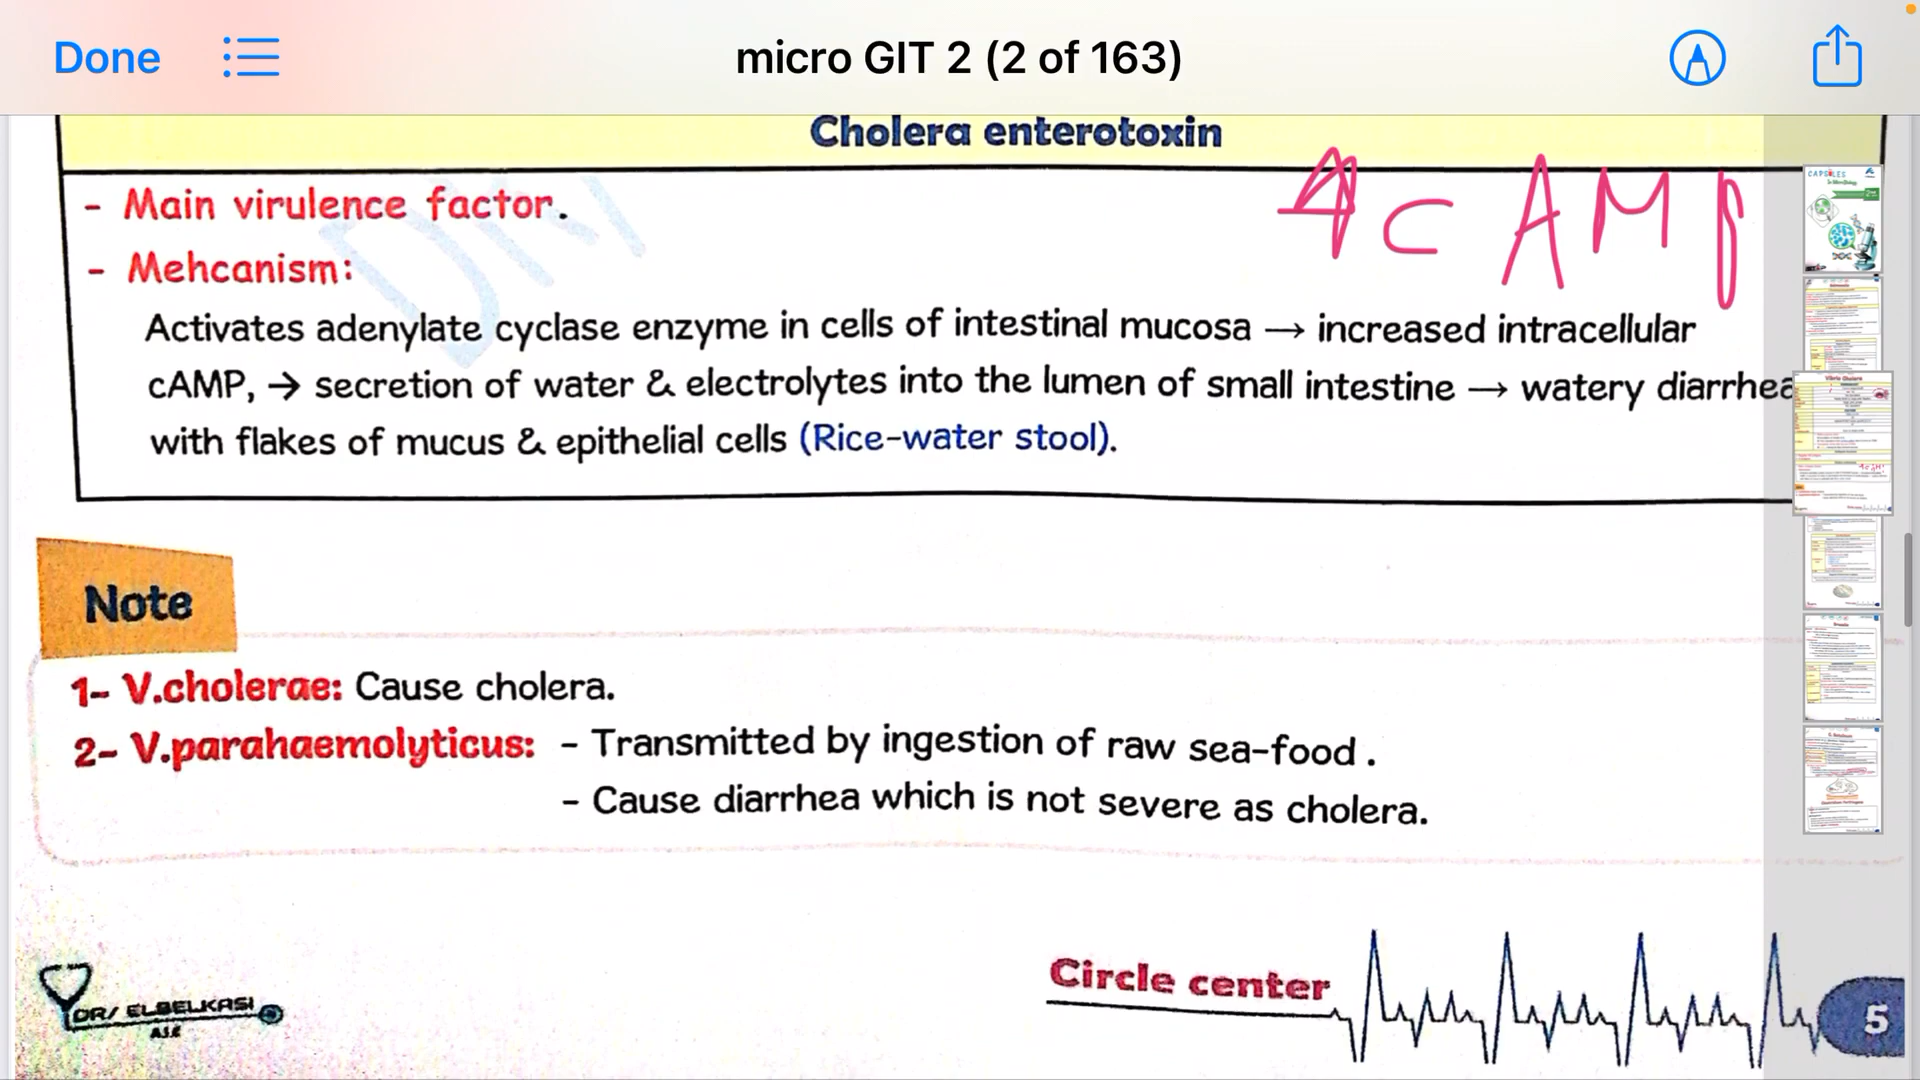 Done
micro GIT 2 (2 of 163)
Cholera enterotoxin
- Main virulence factor.
↑ c A M P
- Mehcanism:
Activates adenylate cyclase enzyme in cells of intestinal mucosa → increased intracellular
cAMP, → secretion of water & electrolytes into the lumen of small intestine → watery diarrhea
with flakes of mucus & epithelial cells (Rice-water stool).
Note
1- V.cholerae: Cause cholera.
2- V.parahaemolyticus: - Transmitted by ingestion of raw sea-food .
- Cause diarrhea which is not severe as cholera.
DR/ ELBELKASI
Circle center
5